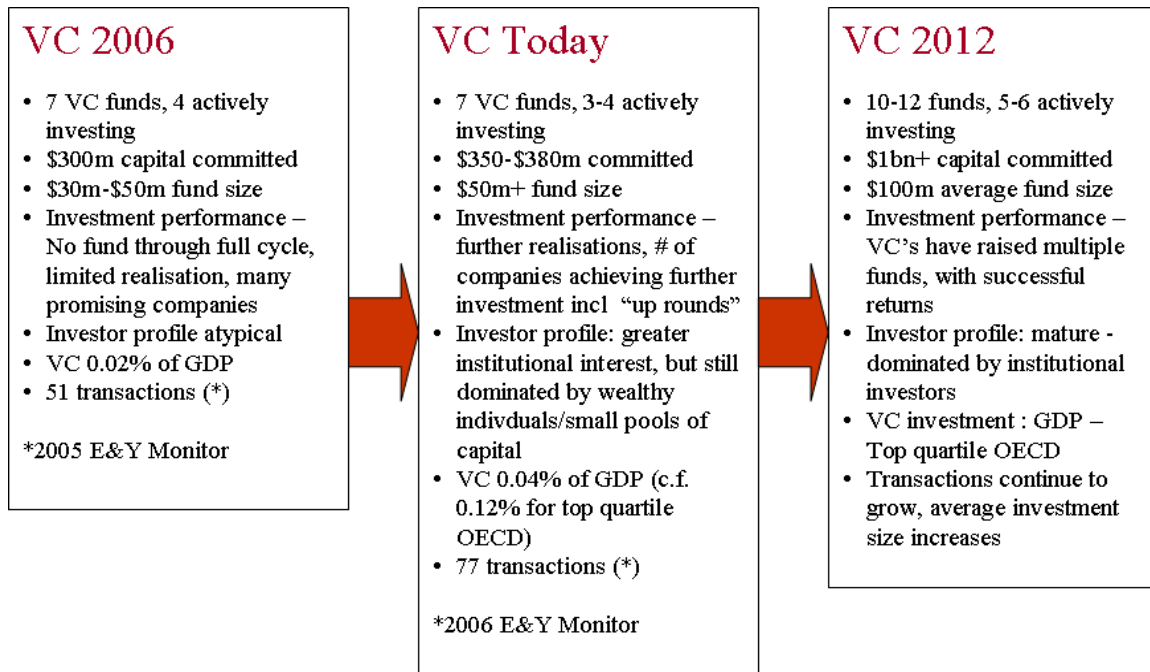 VC 2006
• 7 VC funds, 4 actively
investing
• $300m capital committed
• $30m-$50m fund size
• Investment performance –
No fund through full cycle,
limited realisation, many
promising companies
• Investor profile atypical
• VC 0.02% of GDP
• 51 transactions (*)
*2005 E&Y Monitor
VC Today
• 7 VC funds, 3-4 actively
investing
• $350-$380m committed
• $50m+ fund size
• Investment performance –
further realisations, # of
companies achieving further
investment incl “up rounds”
• Investor profile: greater
institutional interest, but still
dominated by wealthy
indivduals/small pools of
capital
• VC 0.04% of GDP (c.f.
0.12% for top quartile
OECD)
• 77 transactions (*)
*2006 E&Y Monitor
VC 2012
• 10-12 funds, 5-6 actively
investing
• $1bn+ capital committed
• $100m average fund size
• Investment performance –
VC’s have raised multiple
funds, with successful
returns
• Investor profile: mature -
dominated by institutional
investors
• VC investment : GDP –
Top quartile OECD
• Transactions continue to
grow, average investment
size increases